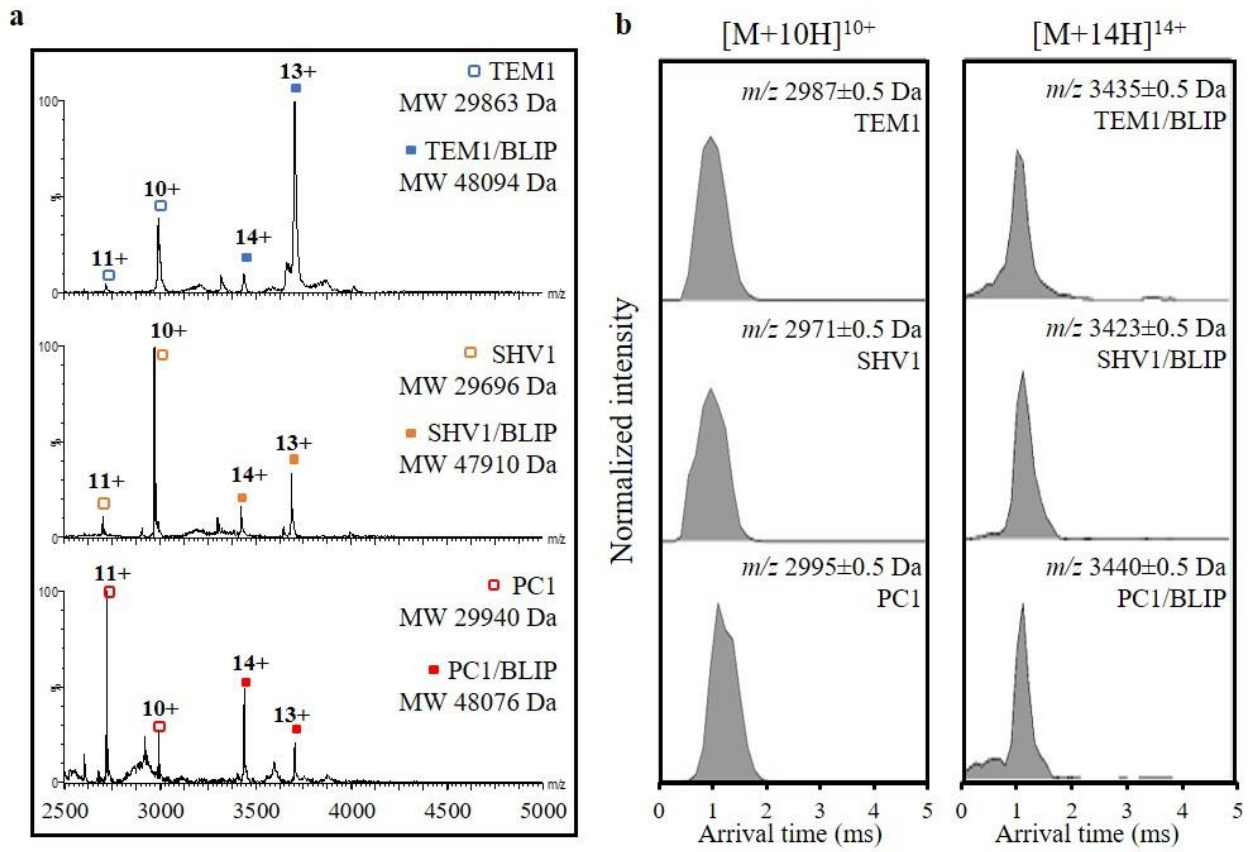 a
TEM1
MW 29863 Da
TEM1/BLIP
MW 48094 Da
13+
10+
11+
14+
100
%
0
m/z
10+
SHV1
MW 29696 Da
SHV1/BLIP
MW 47910 Da
11+
14+
13+
100
%
0
m/z
11+
PC1
MW 29940 Da
PC1/BLIP
MW 48076 Da
10+
14+
13+
100
%
0
m/z
2500 3000 3500 4000 4500 5000
b
[M+10H]10+
[M+14H]14+
Normalized intensity
m/z 2987±0.5 Da
TEM1
m/z 3435±0.5 Da
TEM1/BLIP
m/z 2971±0.5 Da
SHV1
m/z 3423±0.5 Da
SHV1/BLIP
m/z 2995±0.5 Da
PC1
m/z 3440±0.5 Da
PC1/BLIP
0 1 2 3 4 5
Arrival time (ms)
0 1 2 3 4 5
Arrival time (ms)